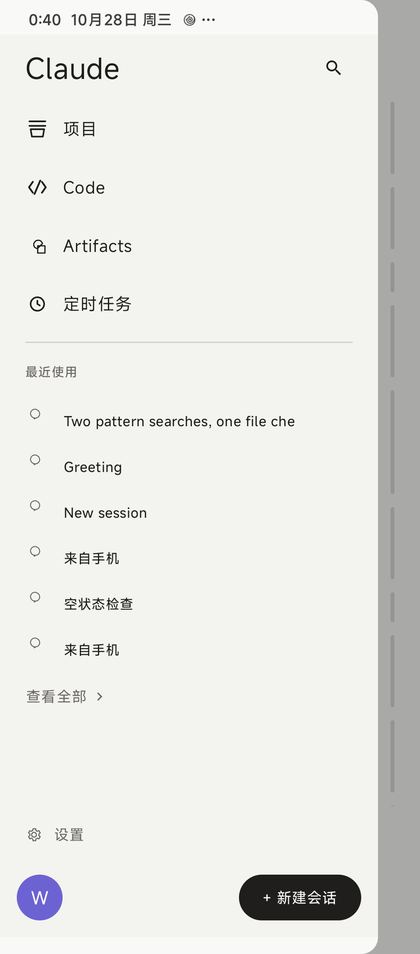 0:40 10月28日 周三 ···
Claude
项目
Code
Artifacts
定时任务
最近使用
Two pattern searches, one file che
Greeting
New session
来自手机
空状态检查
来自手机
查看全部
设置
W
+ 新建会话